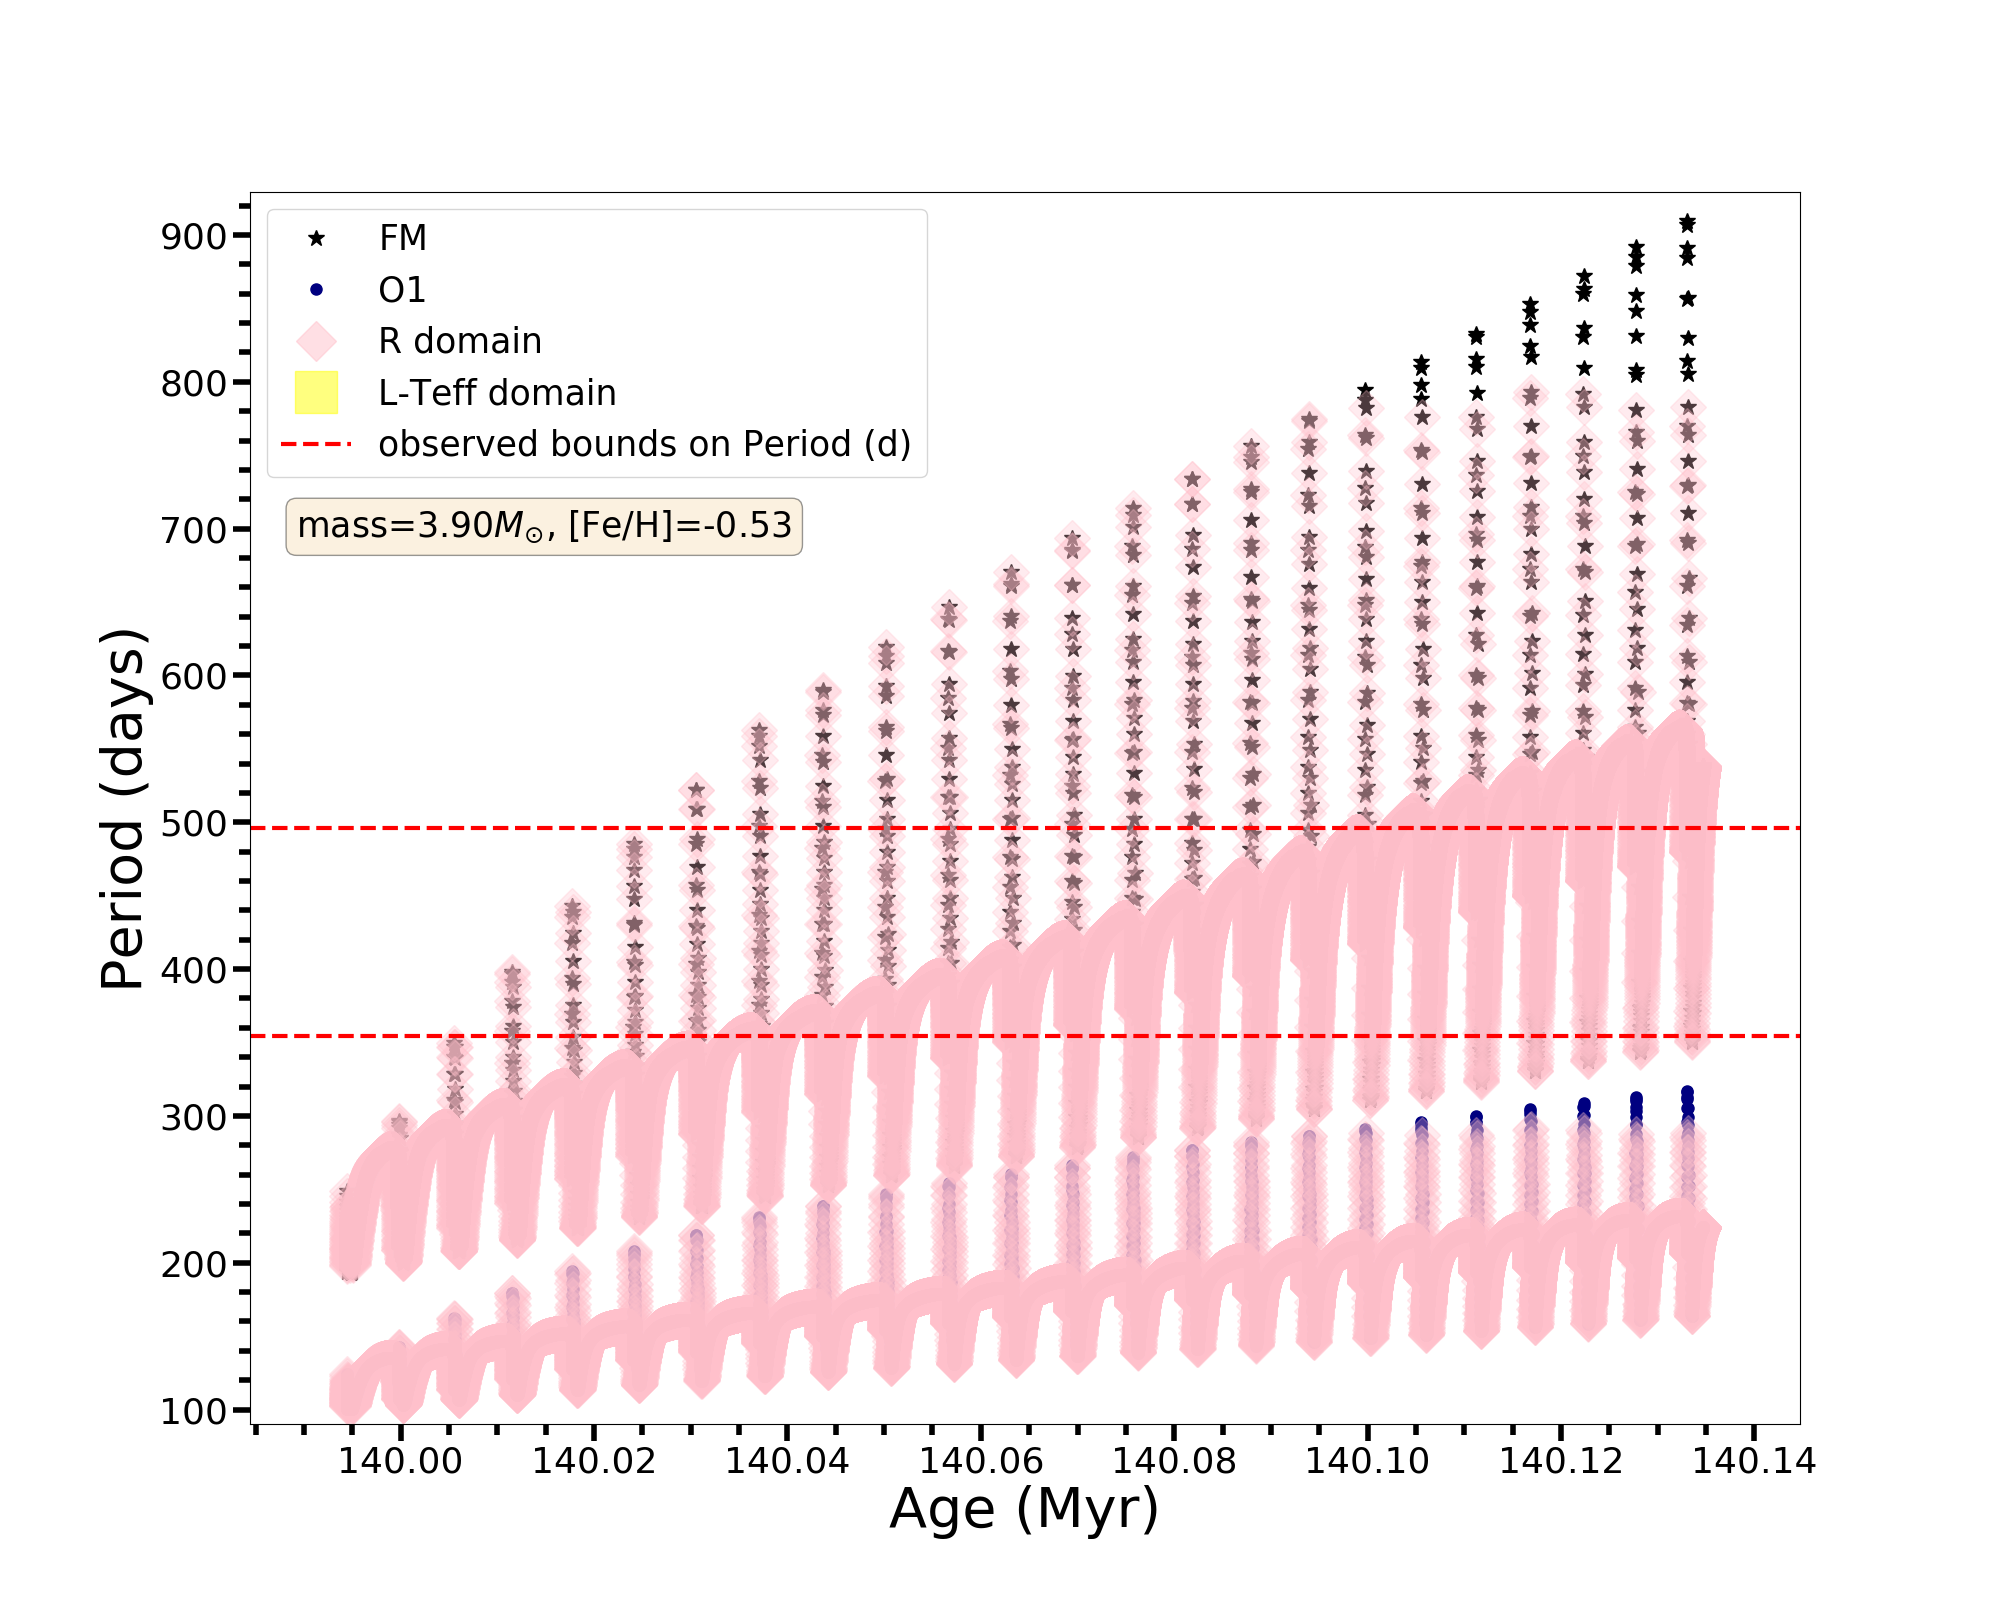 FM
O1
R domain
L-Teff domain
observed bounds on Period (d)
mass=3.90M⊙, [Fe/H]=-0.53
900
800
700
600
500
400
300
200
100
Period (days)
140.00 140.02 140.04 140.06 140.08 140.10 140.12 140.14
Age (Myr)